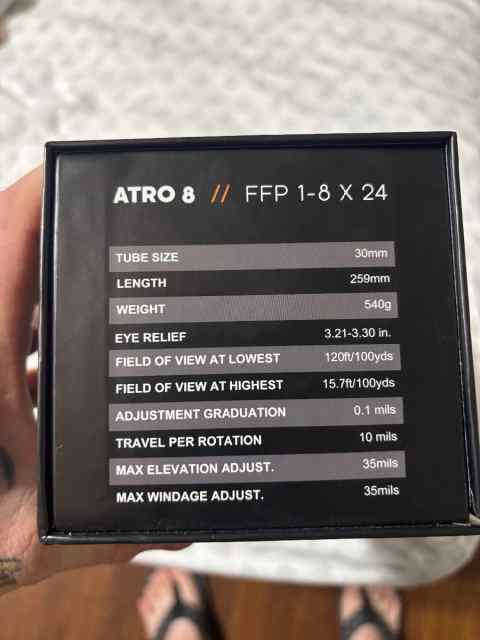 ATRO 8 // FFP 1-8 X 24
TUBE SIZE 30mm
LENGTH 259mm
WEIGHT 540g
EYE RELIEF 3.21-3.30 in.
FIELD OF VIEW AT LOWEST 120ft/100yds
FIELD OF VIEW AT HIGHEST 15.7ft/100yds
ADJUSTMENT GRADUATION 0.1 mils
TRAVEL PER ROTATION 10 mils
MAX ELEVATION ADJUST. 35mils
MAX WINDAGE ADJUST. 35mils